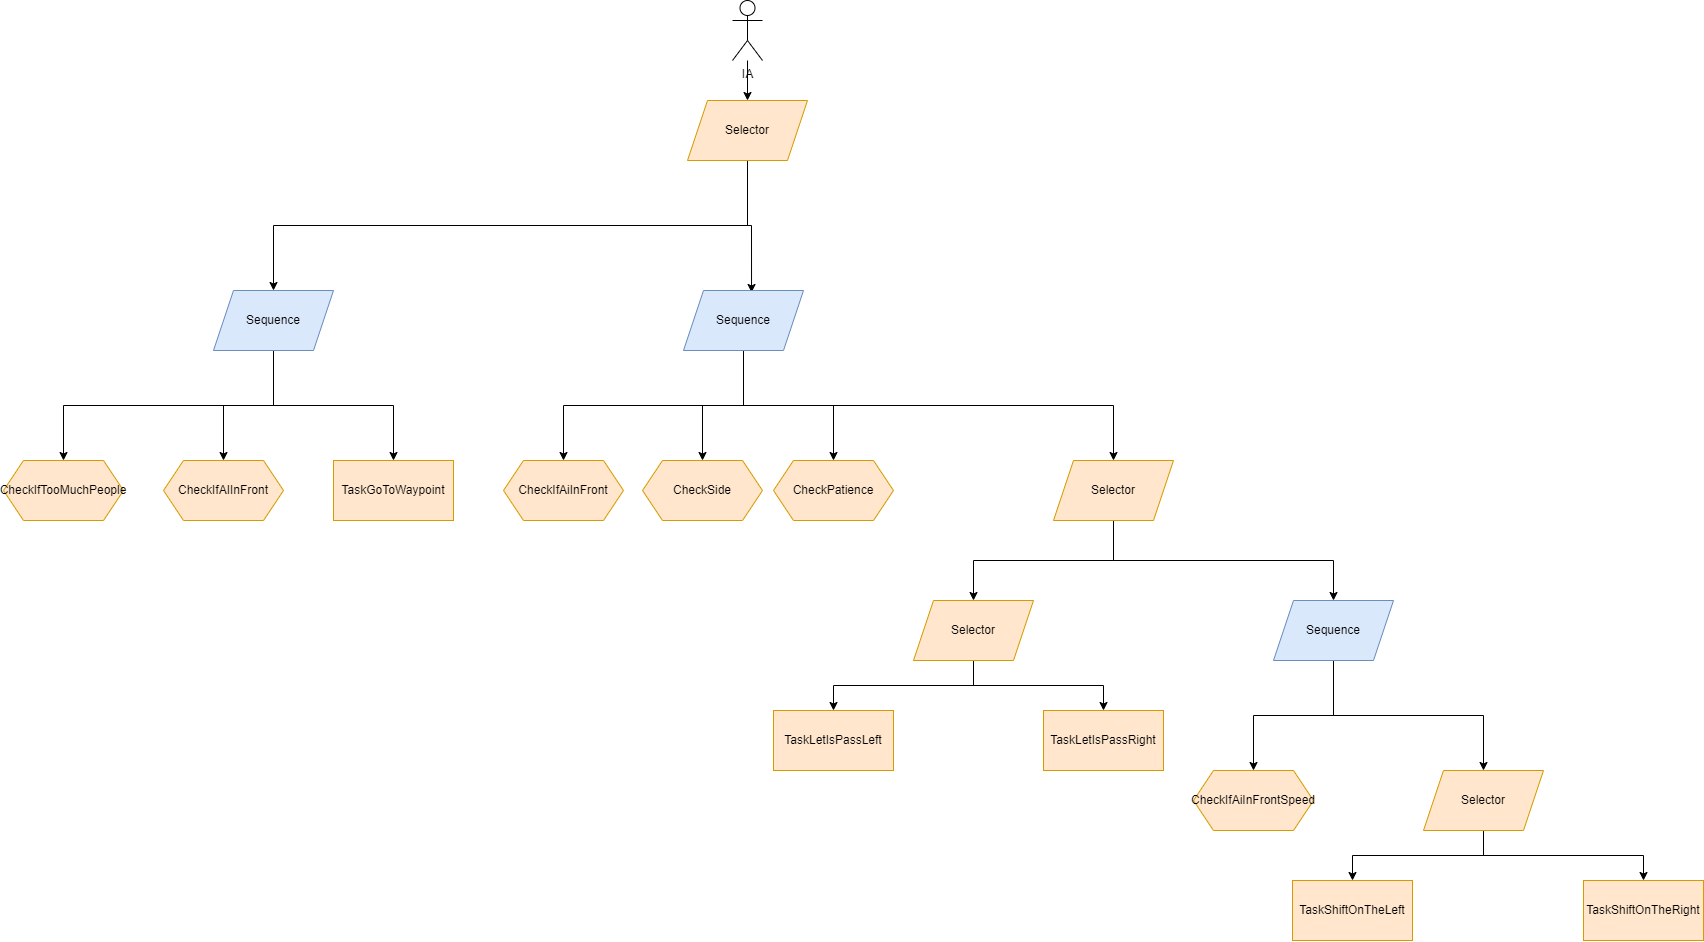 IA
Selector
Sequence
Sequence
CheckIfTooMuchPeople
CheckIfAIInFront
TaskGoToWaypoint
CheckIfAiInFront
CheckSide
CheckPatience
Selector
Selector
Sequence
TaskLetIsPassLeft
TaskLetIsPassRight
CheckIfAiInFrontSpeed
Selector
TaskShiftOnTheLeft
TaskShiftOnTheRight